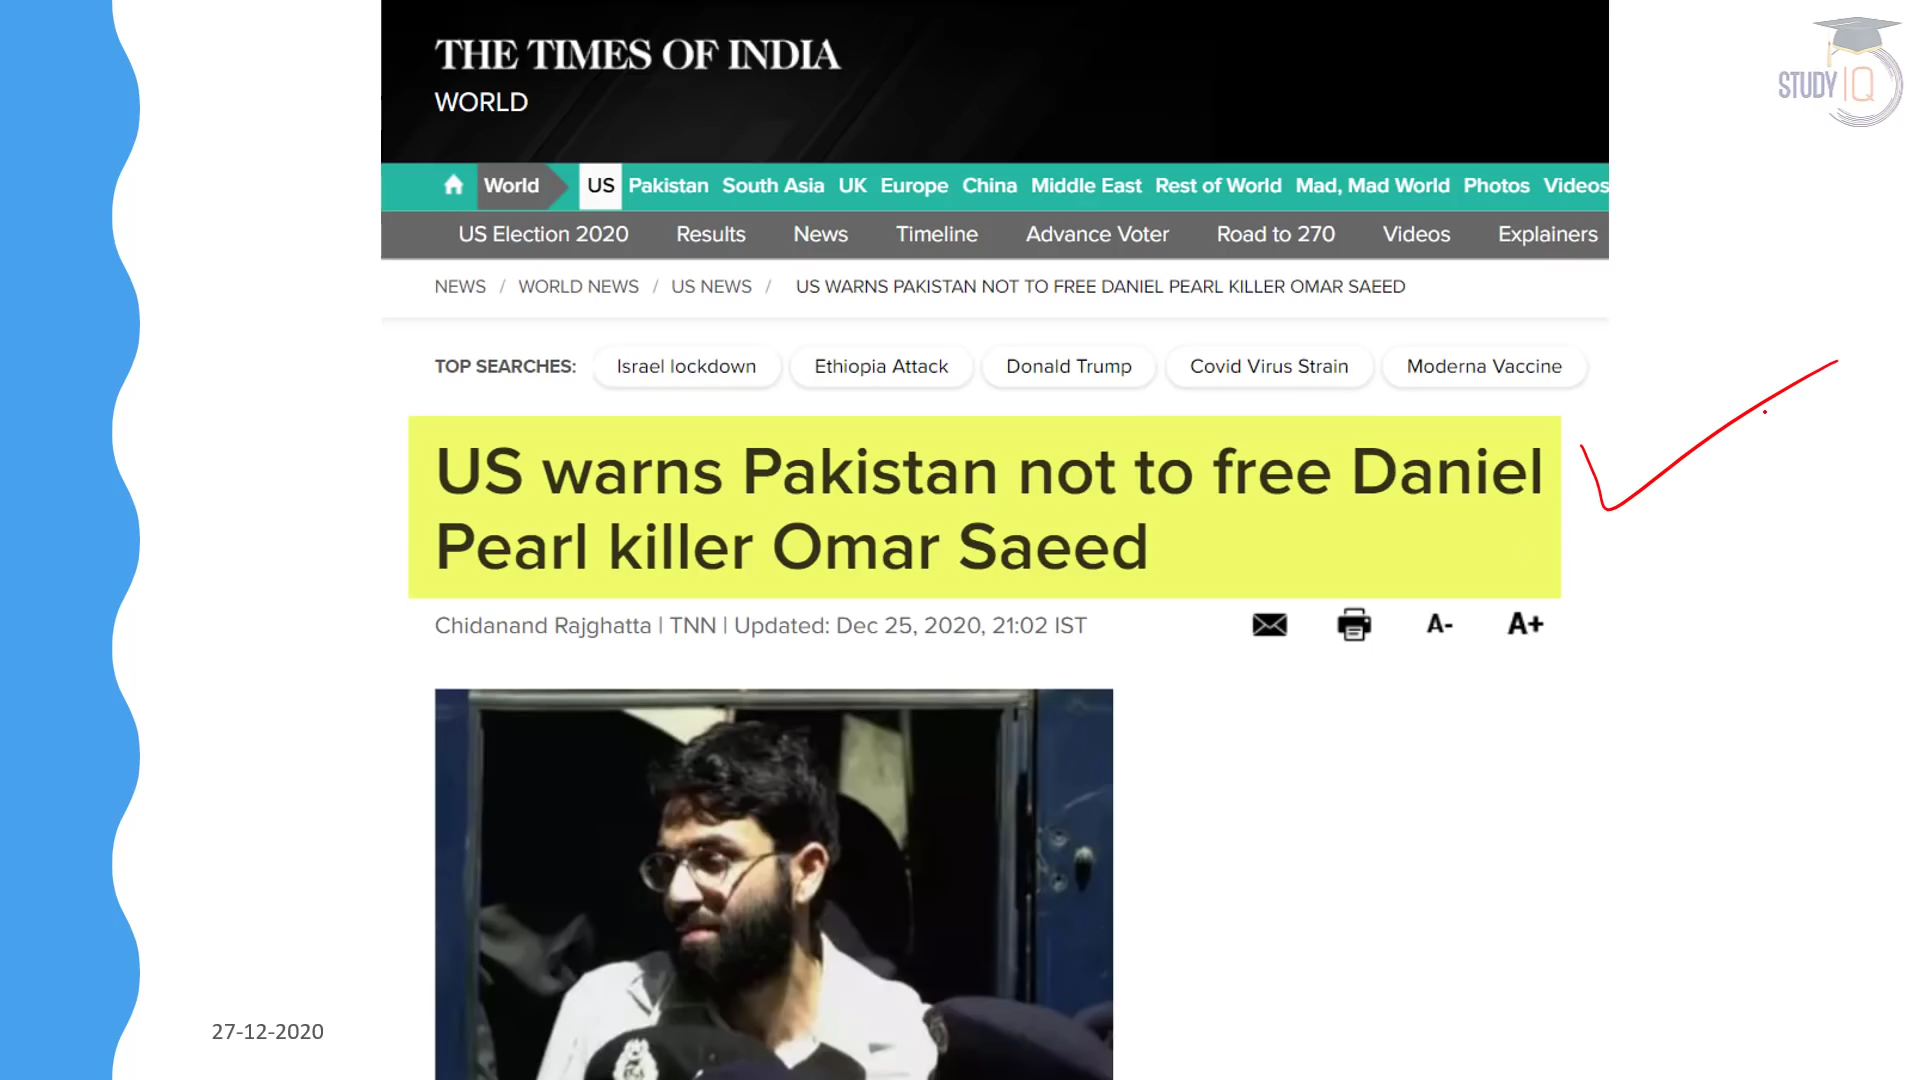 THE TIMES OF INDIA
WORLD
STUDY IQ
World US Pakistan South Asia UK Europe China Middle East Rest of World Mad, Mad World Photos Videos
US Election 2020 Results News Timeline Advance Voter Road to 270 Videos Explainers
NEWS / WORLD NEWS / US NEWS / US WARNS PAKISTAN NOT TO FREE DANIEL PEARL KILLER OMAR SAEED
TOP SEARCHES: Israel lockdown Ethiopia Attack Donald Trump Covid Virus Strain Moderna Vaccine
US warns Pakistan not to free Daniel
Pearl killer Omar Saeed
Chidanand Rajghatta | TNN | Updated: Dec 25, 2020, 21:02 IST A- A+
27-12-2020